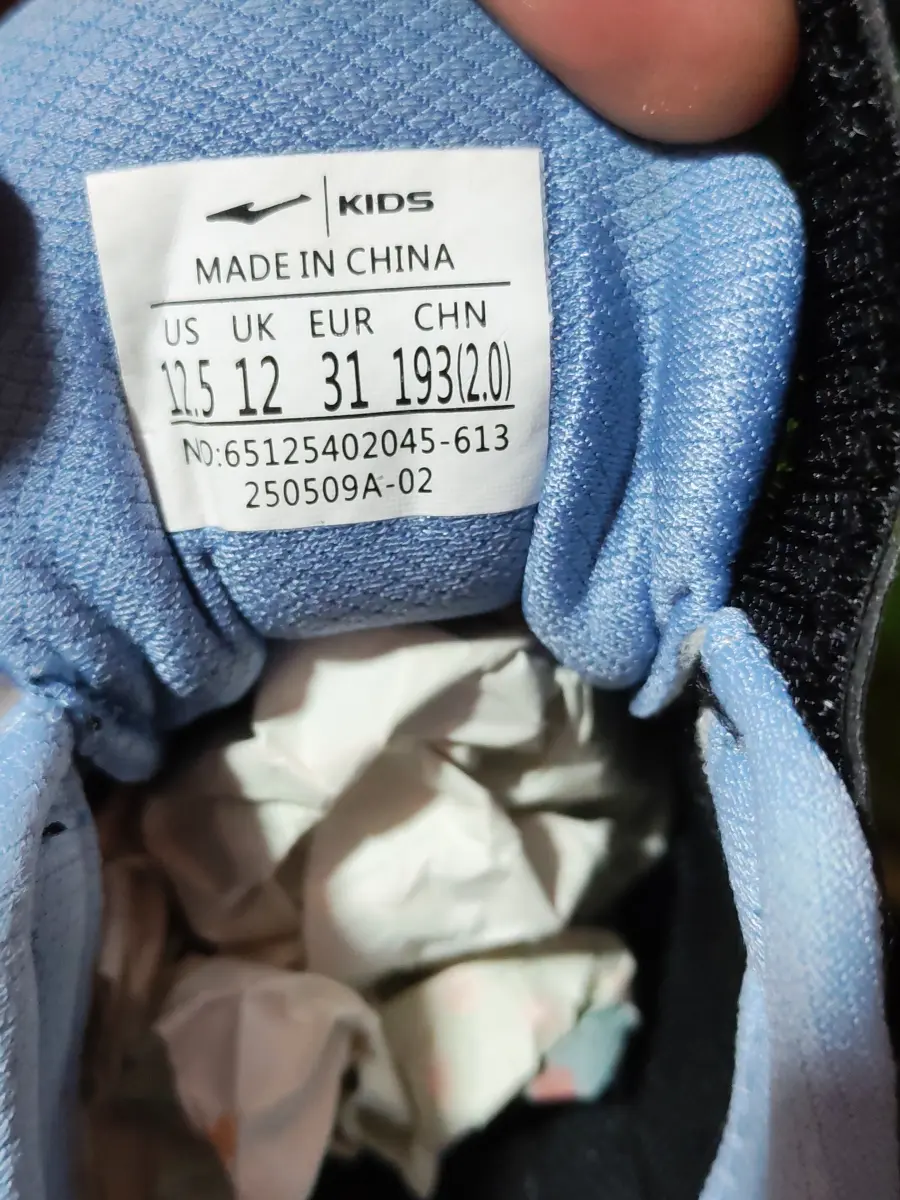 KIDS
MADE IN CHINA
US UK EUR CHN
12.5 12 31 193(2.0)
NO:65125402045-613
250509A-02